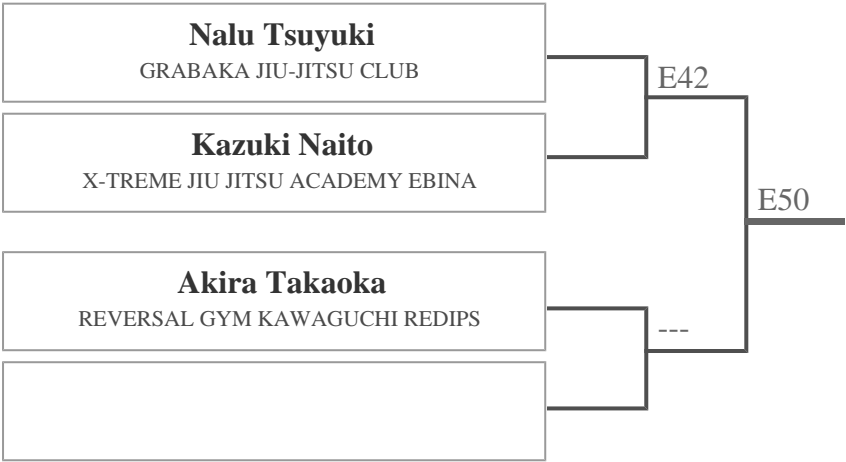 Nalu Tsuyuki
GRABAKA JIU-JITSU CLUB
E42
Kazuki Naito
X-TREME JIU JITSU ACADEMY EBINA
E50
Akira Takaoka
REVERSAL GYM KAWAGUCHI REDIPS
---